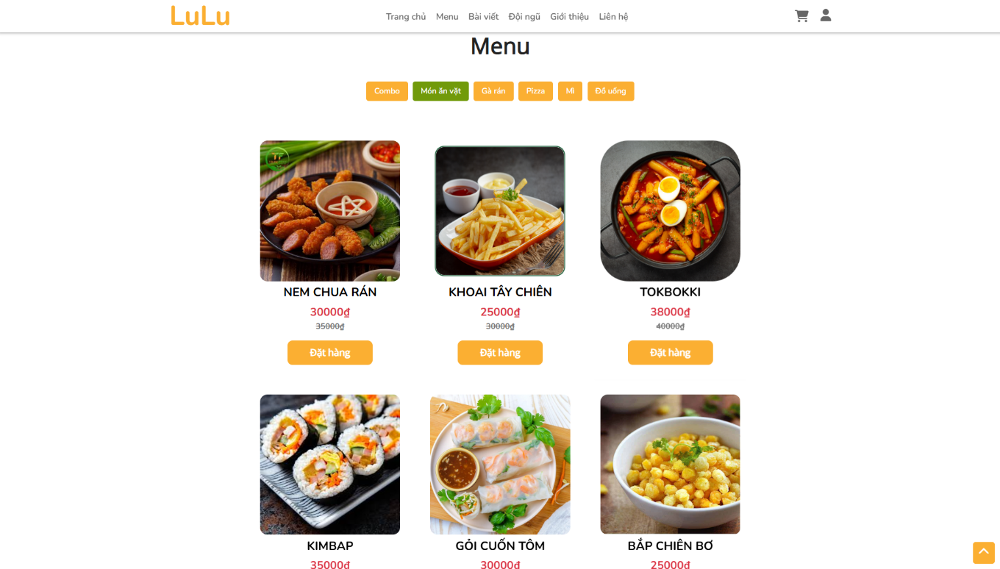 LuLu
Trang chủ Menu Bài viết Đội ngũ Giới thiệu Liên hệ
Menu
Combo Món ăn vặt Gà rán Pizza Mì Đồ uống
TF
NEM CHUA RÁN KHOAI TÂY CHIÊN TOKBOKKI
30000₫ 25000₫ 38000₫
35000₫ 30000₫ 40000₫
Đặt hàng Đặt hàng Đặt hàng
KIMBAP GỎI CUỐN TÔM BẮP CHIÊN BƠ
35000₫ 30000₫ 25000₫